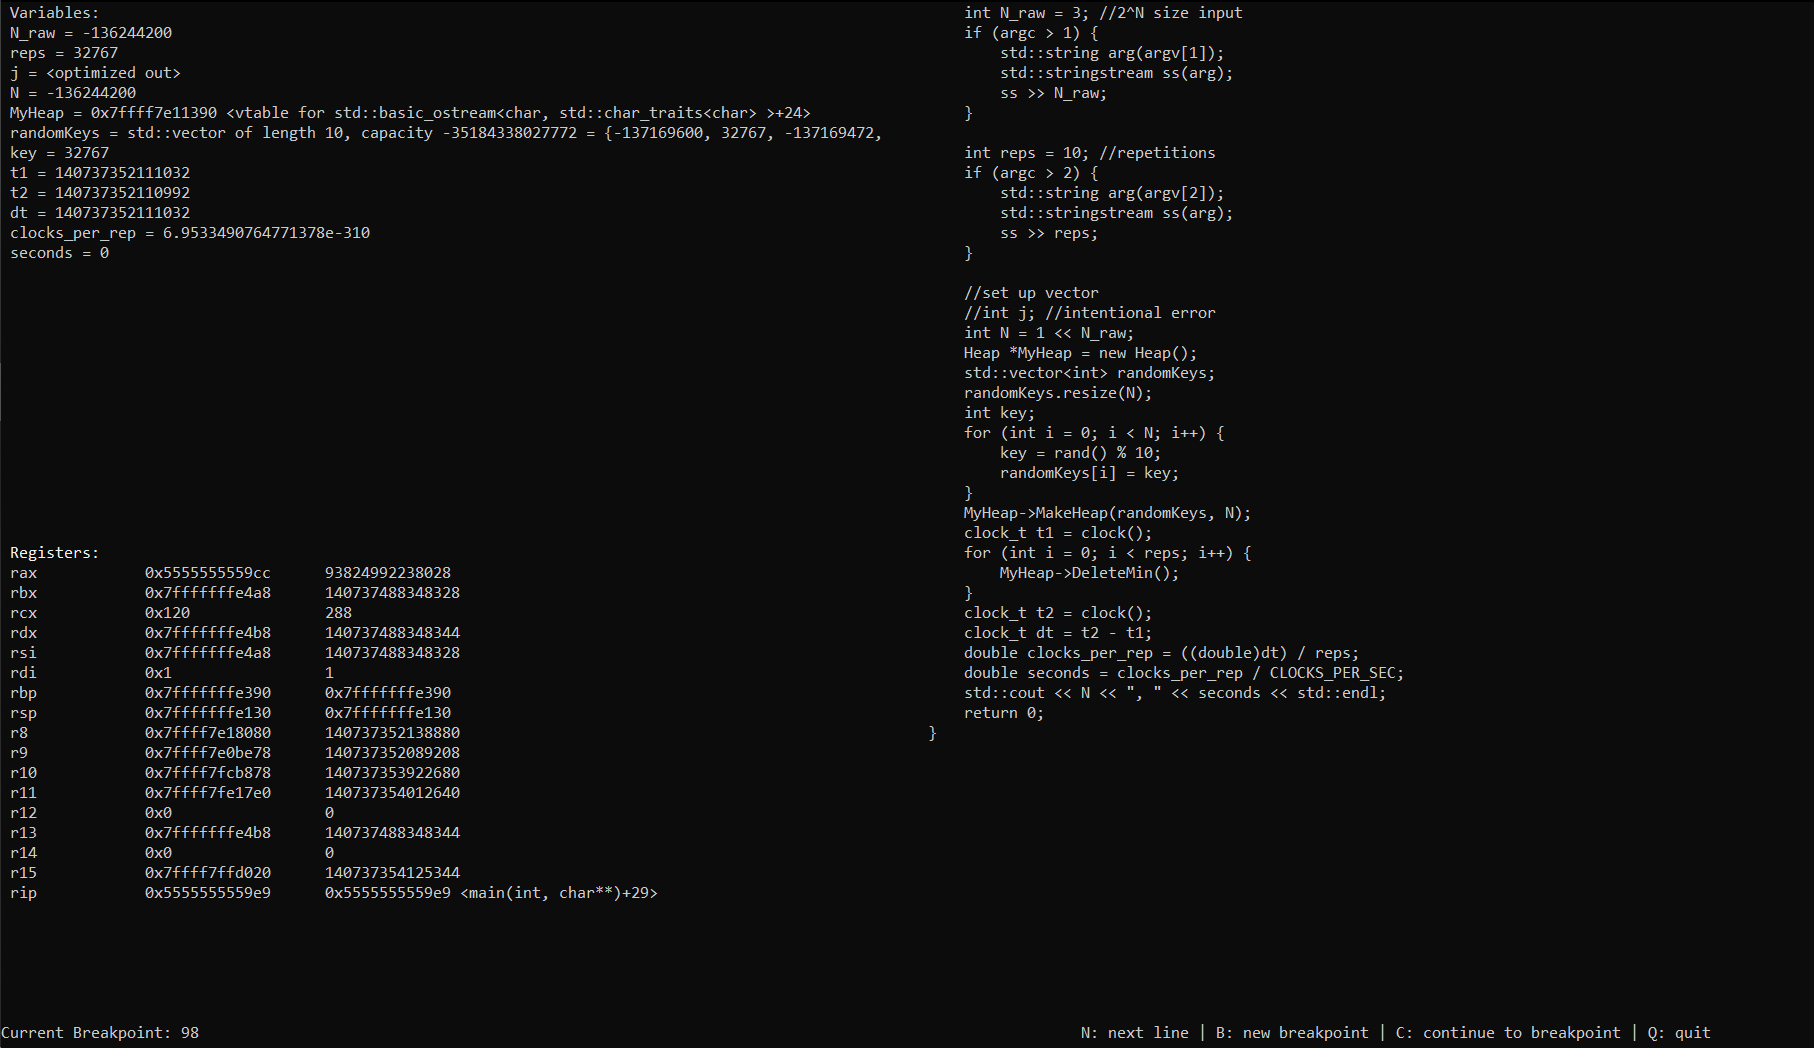 Variables:
N_raw = -136244200
reps = 32767
j = <optimized out>
N = -136244200
MyHeap = 0x7ffff7e11390 <vtable for std::basic_ostream<char, std::char_traits<char> >+24>
randomKeys = std::vector of length 10, capacity -35184338027772 = {-137169600, 32767, -137169472,
key = 32767
t1 = 140737352111032
t2 = 140737352110992
dt = 140737352111032
clocks_per_rep = 6.9533490764771378e-310
seconds = 0
Registers:
rax 0x5555555559cc 93824992238028
rbx 0x7fffffffe4a8 140737488348328
rcx 0x120 288
rdx 0x7fffffffe4b8 140737488348344
rsi 0x7fffffffe4a8 140737488348328
rdi 0x1 1
rbp 0x7fffffffe390 0x7fffffffe390
rsp 0x7fffffffe130 0x7fffffffe130
r8 0x7ffff7e18080 140737352138880
r9 0x7ffff7e0be78 140737352089208
r10 0x7ffff7fcb878 140737353922680
r11 0x7ffff7fe17e0 140737354012640
r12 0x0 0
r13 0x7fffffffe4b8 140737488348344
r14 0x0 0
r15 0x7ffff7ffd020 140737354125344
rip 0x5555555559e9 0x5555555559e9 <main(int, char**)+29>
int N_raw = 3; //2^N size input
if (argc > 1) {
std::string arg(argv[1]);
std::stringstream ss(arg);
ss >> N_raw;
}
int reps = 10; //repetitions
if (argc > 2) {
std::string arg(argv[2]);
std::stringstream ss(arg);
ss >> reps;
}
//set up vector
//int j; //intentional error
int N = 1 << N_raw;
Heap *MyHeap = new Heap();
std::vector<int> randomKeys;
randomKeys.resize(N);
int key;
for (int i = 0; i < N; i++) {
key = rand() % 10;
randomKeys[i] = key;
}
MyHeap->MakeHeap(randomKeys, N);
clock_t t1 = clock();
for (int i = 0; i < reps; i++) {
MyHeap->DeleteMin();
}
clock_t t2 = clock();
clock_t dt = t2 - t1;
double clocks_per_rep = ((double)dt) / reps;
double seconds = clocks_per_rep / CLOCKS_PER_SEC;
std::cout << N << ", " << seconds << std::endl;
return 0;
}
Current Breakpoint: 98
N: next line | B: new breakpoint | C: continue to breakpoint | Q: quit